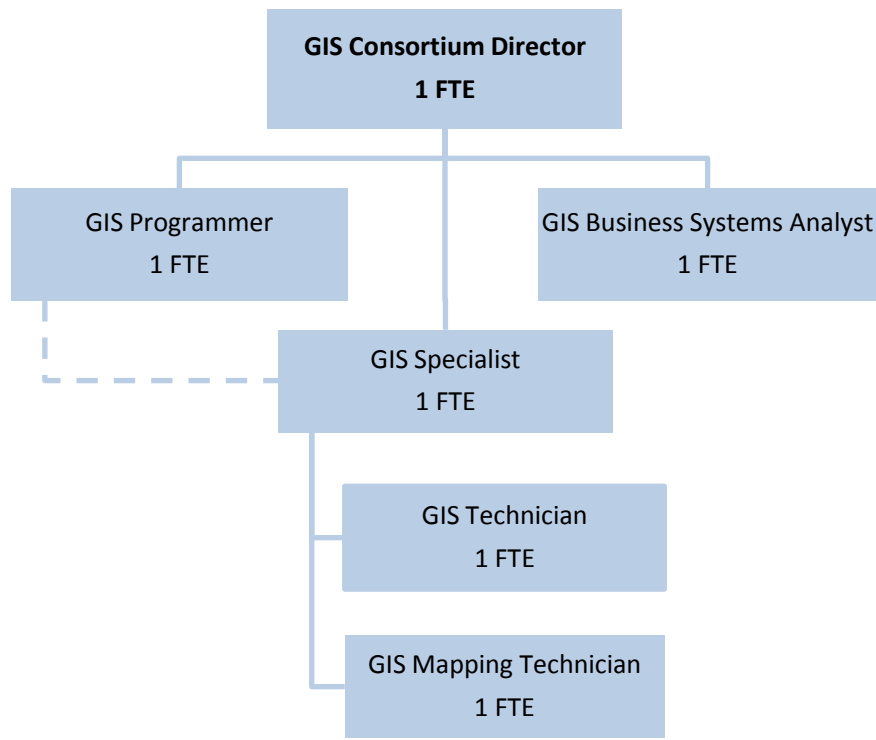 GIS Consortium Director
1 FTE
GIS Programmer
1 FTE
GIS Business Systems Analyst
1 FTE
GIS Specialist
1 FTE
GIS Technician
1 FTE
GIS Mapping Technician
1 FTE